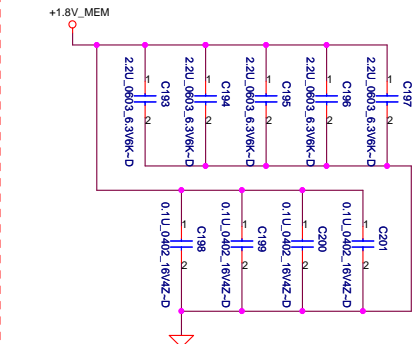 +1.8V_MEM
1
C193
2
2.2U_0603_6.3V6K~D
1
C194
2
2.2U_0603_6.3V6K~D
1
C195
2
2.2U_0603_6.3V6K~D
1
C196
2
2.2U_0603_6.3V6K~D
1
C197
2
2.2U_0603_6.3V6K~D
1
C198
2
0.1U_0402_16V4Z~D
1
C199
2
0.1U_0402_16V4Z~D
1
C200
2
0.1U_0402_16V4Z~D
1
C201
2
0.1U_0402_16V4Z~D